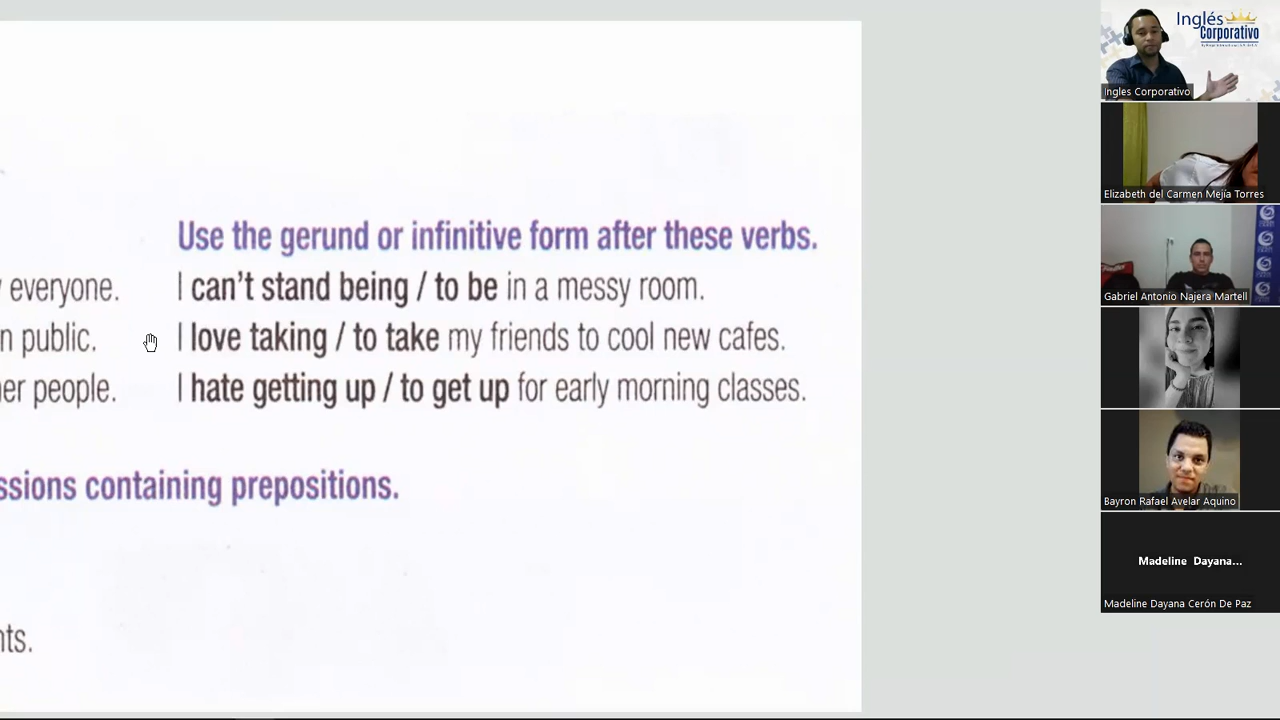 Use the gerund or infinitive form after these verbs.
everyone.
I can't stand being / to be in a messy room.
n public.
I love taking / to take my friends to cool new cafes.
er people.
I hate getting up / to get up for early morning classes.
ssions containing prepositions.
nts.
Inglés
Corporativo
Ingles Corporativo
Elizabeth del Carmen Mejía Torres
Gabriel Antonio Najera Martell
Bayron Rafael Avelar Aquino
Madeline Dayana...
Madeline Dayana Cerón De Paz